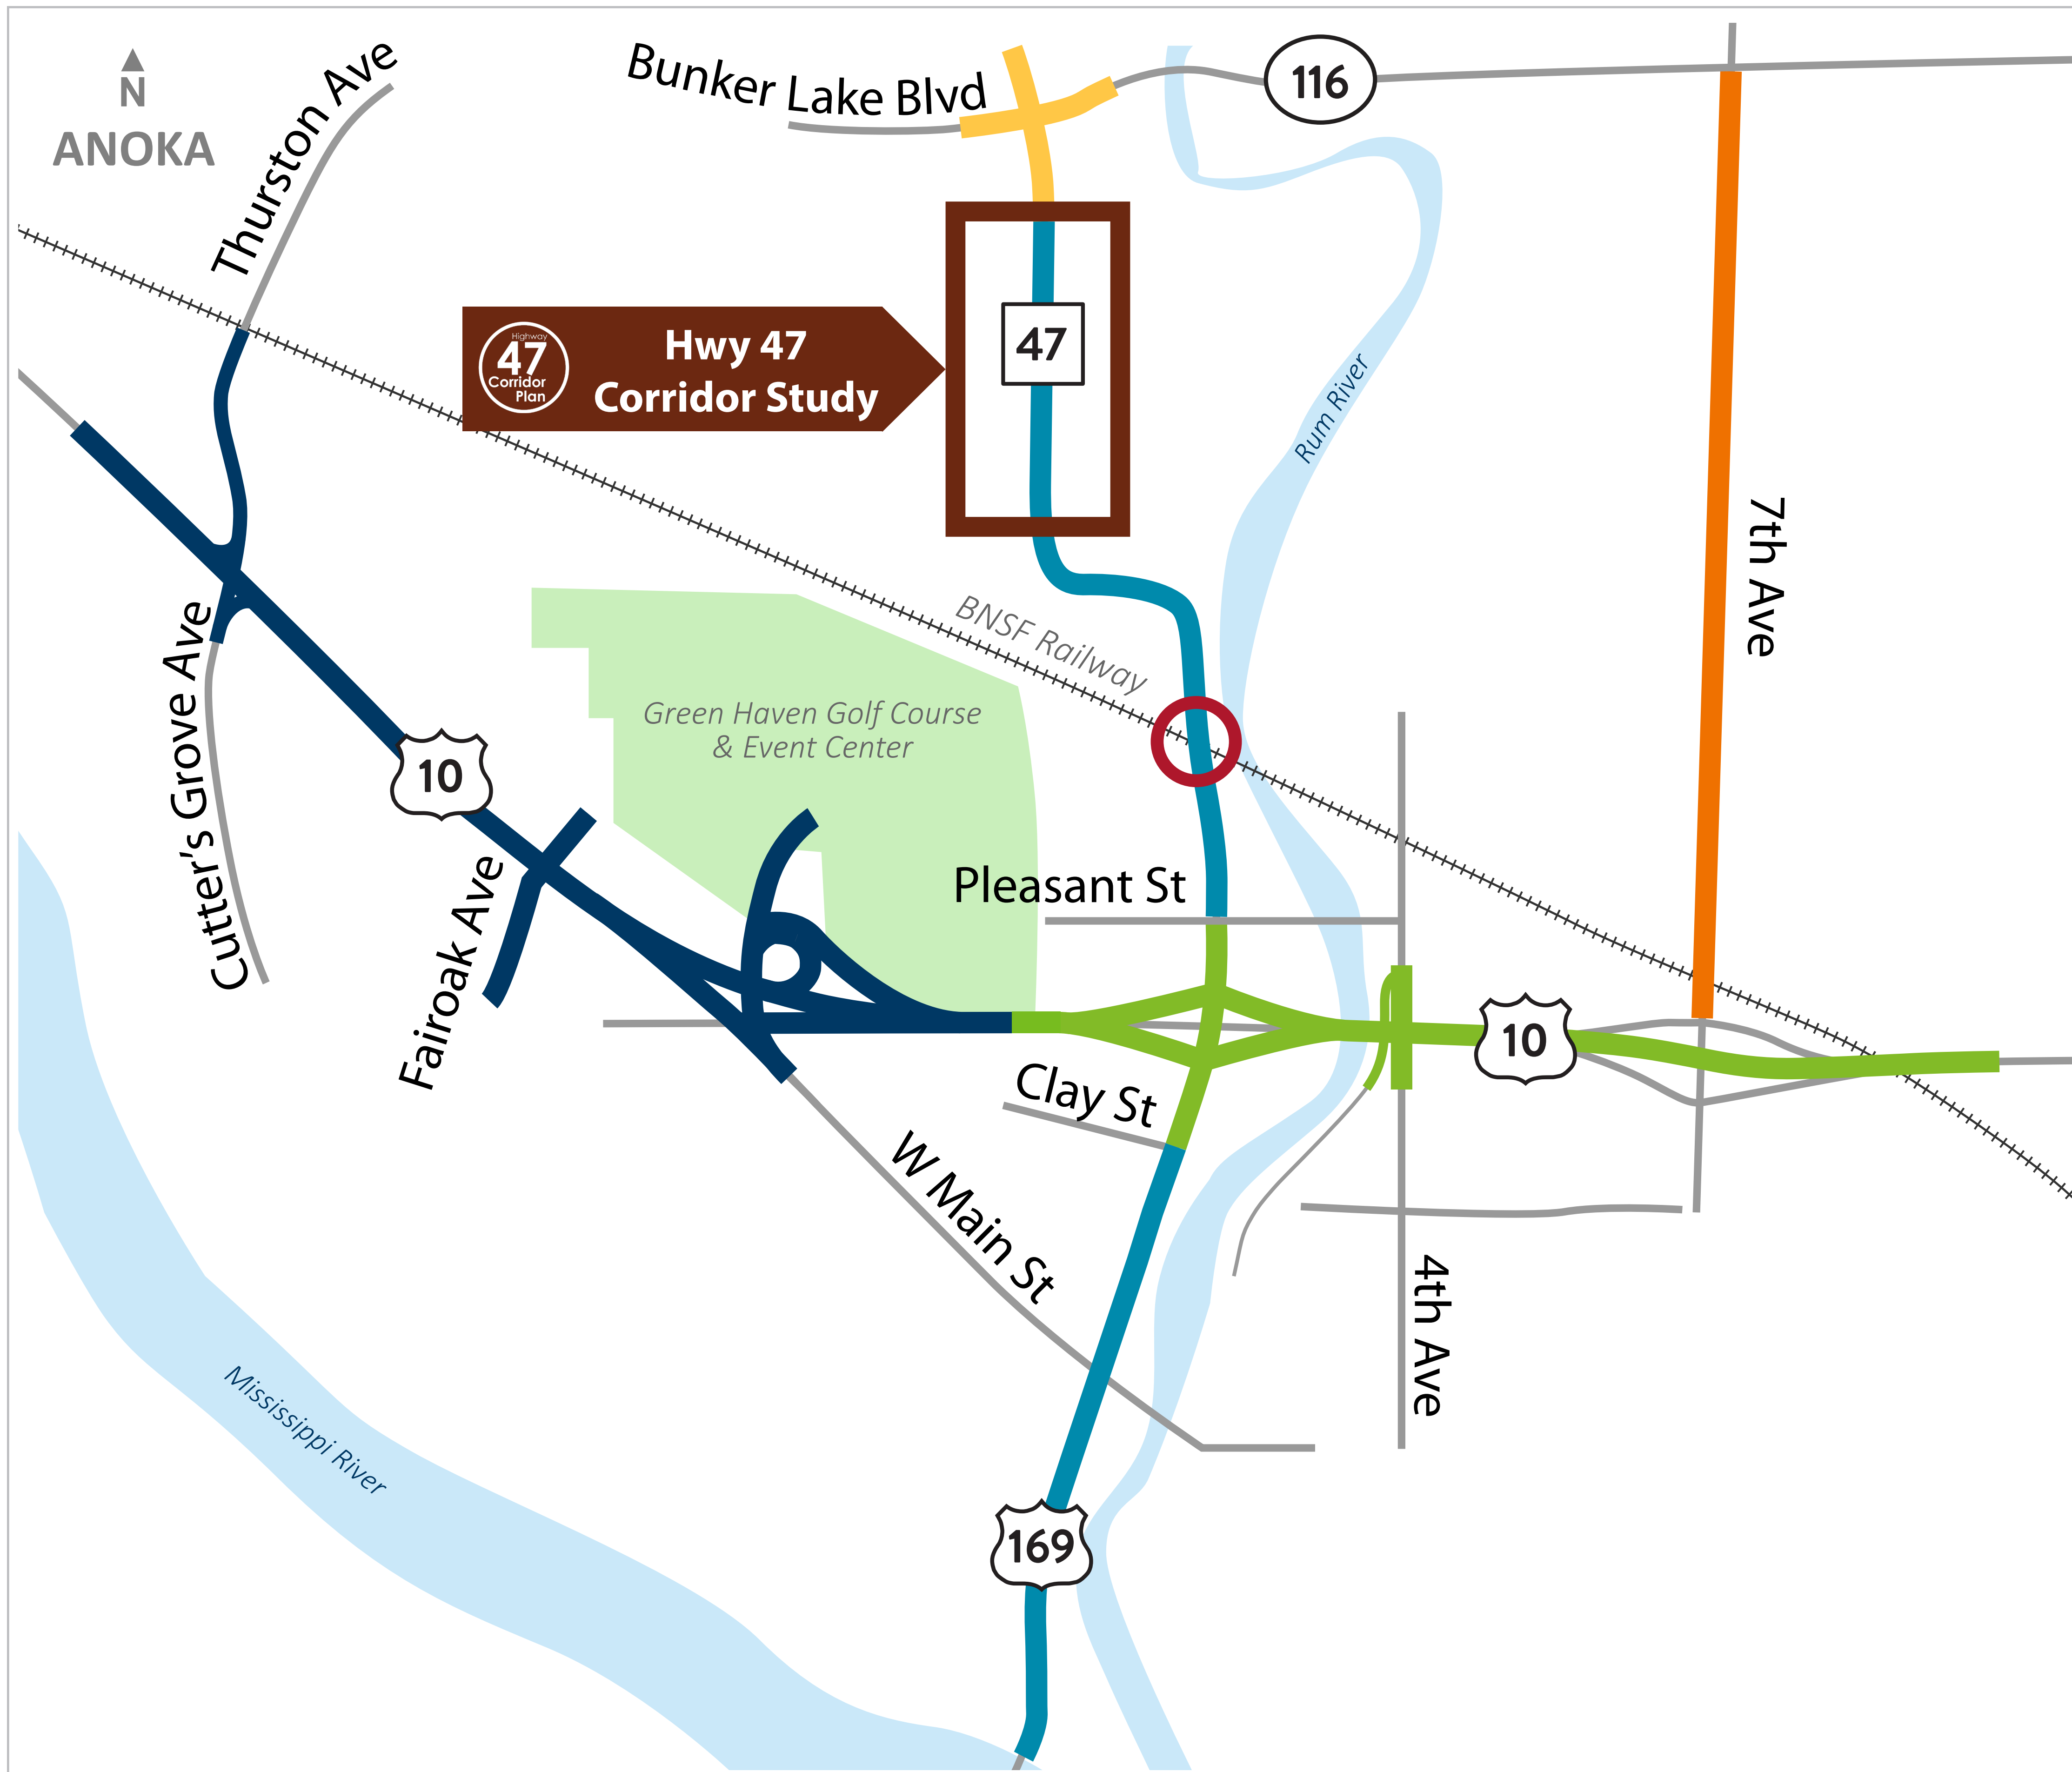 N
ANOKA
Thurston Ave
Bunker Lake Blvd
116
Highway
47
Corridor
Plan
Hwy 47
Corridor Study
47
Rum River
7th Ave
BNSF Railway
Green Haven Golf Course
& Event Center
Cutter's Grove Ave
10
Fairoak Ave
Pleasant St
10
Clay St
W Main St
4th Ave
Mississippi River
169